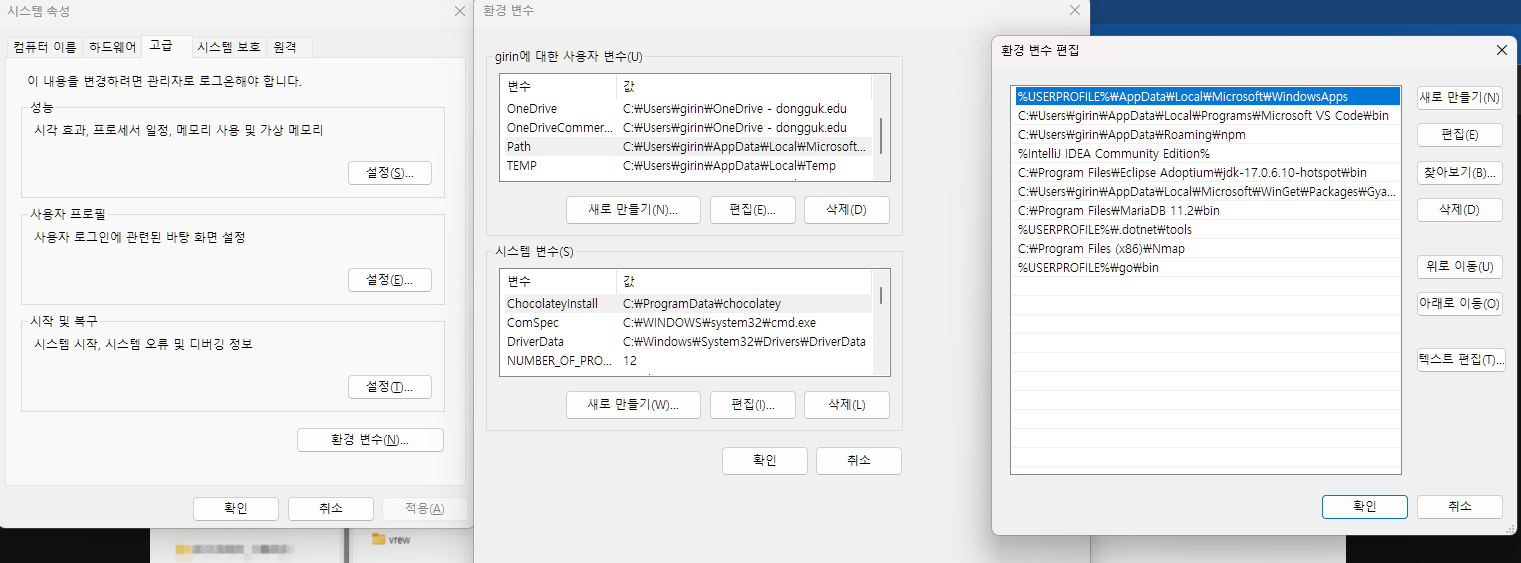 시스템 속성
컴퓨터 이름 하드웨어 고급 시스템 보호 원격
이 내용을 변경하려면 관리자로 로그온해야 합니다.
성능
시각 효과, 프로세서 일정, 메모리 사용 및 가상 메모리
설정(S)...
사용자 프로필
사용자 로그인에 관련된 바탕 화면 설정
설정(E)...
시작 및 복구
시스템 시작, 시스템 오류 및 디버깅 정보
설정(T)...
환경 변수(N)...
확인 취소 적용(A)
vrew
환경 변수
girin에 대한 사용자 변수(U)
변수 값
OneDrive C:₩Users₩girin₩OneDrive - dongguk.edu
OneDriveCommer... C:₩Users₩girin₩OneDrive - dongguk.edu
Path C:₩Users₩girin₩AppData₩Local₩Microsoft...
TEMP C:₩Users₩girin₩AppData₩Local₩Temp
새로 만들기(N)... 편집(E)... 삭제(D)
시스템 변수(S)
변수 값
ChocolateyInstall C:₩ProgramData₩chocolatey
ComSpec C:₩WINDOWS₩system32₩cmd.exe
DriverData C:₩Windows₩System32₩Drivers₩DriverData
NUMBER_OF_PRO... 12
새로 만들기(W)... 편집(I)... 삭제(L)
확인 취소
환경 변수 편집
%USERPROFILE%₩AppData₩Local₩Microsoft₩WindowsApps
C:₩Users₩girin₩AppData₩Local₩Programs₩Microsoft VS Code₩bin
C:₩Users₩girin₩AppData₩Roaming₩npm
%IntelliJ IDEA Community Edition%
C:₩Program Files₩Eclipse Adoptium₩jdk-17.0.6.10-hotspot₩bin
C:₩Users₩girin₩AppData₩Local₩Microsoft₩WinGet₩Packages₩Gya...
C:₩Program Files₩MariaDB 11.2₩bin
%USERPROFILE%₩.dotnet₩tools
C:₩Program Files (x86)₩Nmap
%USERPROFILE%₩go₩bin
새로 만들기(N)
편집(E)
찾아보기(B)...
삭제(D)
위로 이동(U)
아래로 이동(O)
텍스트 편집(T)...
확인 취소